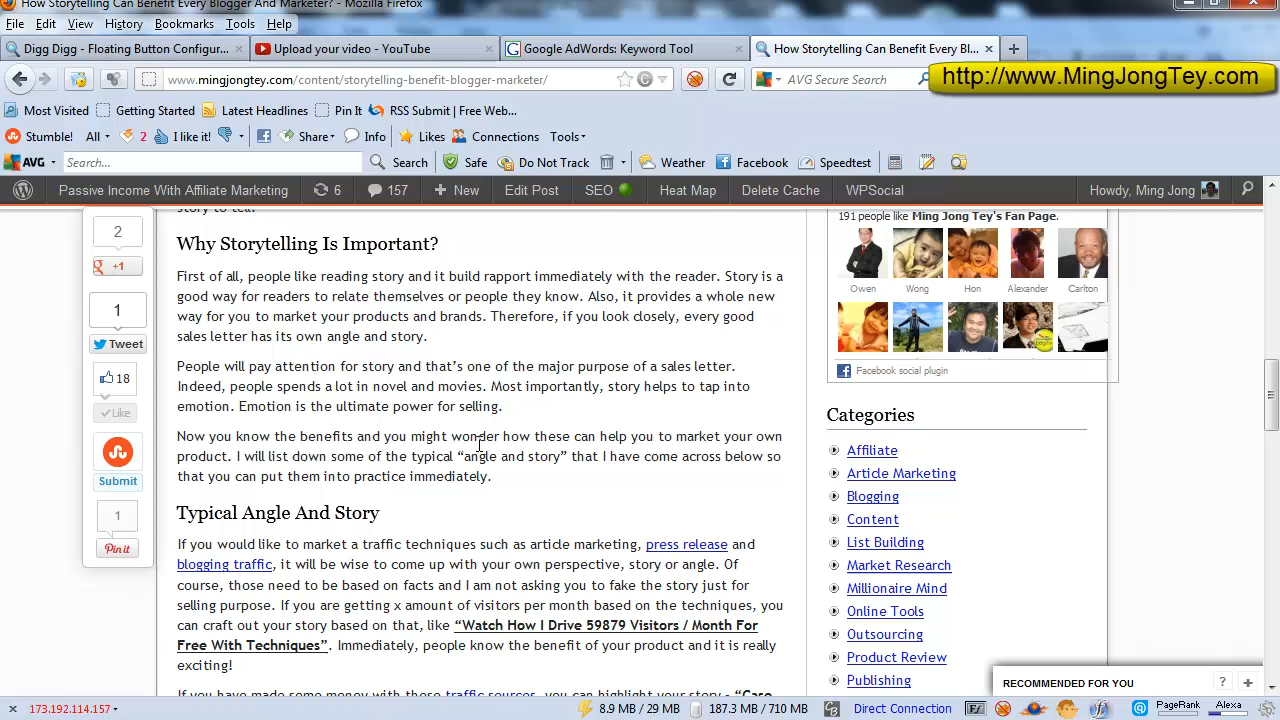 How Storytelling Can Benefit Every Blogger And Marketer? - Mozilla Firefox
File Edit View History Bookmarks Tools Help
Digg Digg - Floating Button Configur... × Upload your video - YouTube × Google AdWords: Keyword Tool × How Storytelling Can Benefit Every Bl... × +
www.mingjongtey.com/content/storytelling-benefit-blogger-marketer/
AVG Secure Search
http://www.MingJongTey.com
Most Visited Getting Started Latest Headlines Pin It RSS Submit | Free Web...
Stumble! All 2 I like it! Share Info Likes Connections Tools
AVG Search... Search Safe Do Not Track Weather Facebook Speedtest
Passive Income With Affiliate Marketing 6 157 + New Edit Post SEO Heat Map Delete Cache WPSocial Howdy, Ming Jong
story to tell.
2
+1
1
Tweet
18
Like
Submit
1
Pin it
Why Storytelling Is Important?
First of all, people like reading story and it build rapport immediately with the reader. Story is a
good way for readers to relate themselves or people they know. Also, it provides a whole new
way for you to market your products and brands. Therefore, if you look closely, every good
sales letter has its own angle and story.
People will pay attention for story and that's one of the major purpose of a sales letter.
Indeed, people spends a lot in novel and movies. Most importantly, story helps to tap into
emotion. Emotion is the ultimate power for selling.
Now you know the benefits and you might wonder how these can help you to market your own
product. I will list down some of the typical “angle and story” that I have come across below so
that you can put them into practice immediately.
Typical Angle And Story
If you would like to market a traffic techniques such as article marketing, press release and
blogging traffic, it will be wise to come up with your own perspective, story or angle. Of
course, those need to be based on facts and I am not asking you to fake the story just for
selling purpose. If you are getting x amount of visitors per month based on the techniques, you
can craft out your story based on that, like “Watch How I Drive 59879 Visitors / Month For
Free With Techniques”. Immediately, people know the benefit of your product and it is really
exciting!
If you have made some money with those traffic sources, you can highlight your story - “Case
191 people like Ming Jong Tey's Fan Page.
Owen Wong Hon Alexander Carlton
Facebook social plugin
Categories
Affiliate
Article Marketing
Blogging
Content
List Building
Market Research
Millionaire Mind
Online Tools
Outsourcing
Product Review
Publishing
RECOMMENDED FOR YOU ? +
× 173.192.114.157 8.9 MB / 29 MB 187.3 MB / 710 MB Direct Connection PageRank Alexa